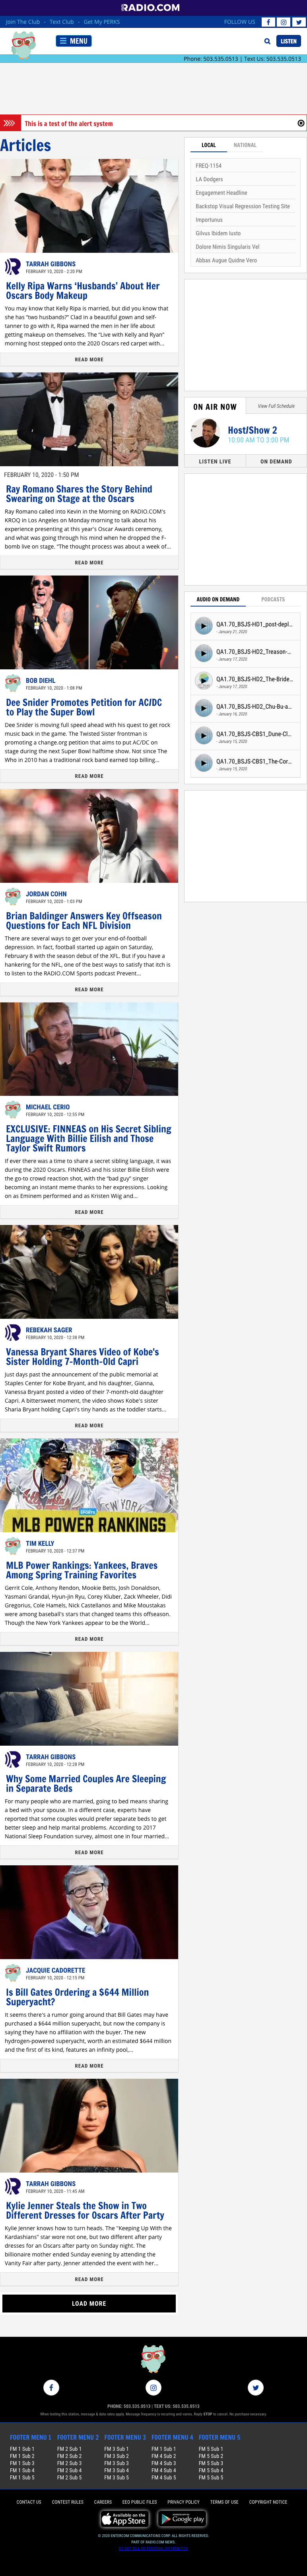 RADIO.COM
Join The Club - Text Club - Get My PERKS
FOLLOW US
MENU
LISTEN
Phone: 503.535.0513 | Text Us: 503.535.0513
This is a test of the alert system
Articles
TARRAH GIBBONS
FEBRUARY 10, 2020 - 2:20 PM
Kelly Ripa Warns ‘Husbands’ About Her
Oscars Body Makeup
You may know that Kelly Ripa is married, but did you know that
she has “two husbands?” Clad in a beautiful gown and self-
tanner to go with it, Ripa warned the men in her life about
getting makeup on themselves. The “Live with Kelly and Ryan”
morning host stepped onto the 2020 Oscars red carpet with…
READ MORE
FEBRUARY 10, 2020 - 1:50 PM
Ray Romano Shares the Story Behind
Swearing on Stage at the Oscars
Ray Romano called into Kevin in the Morning on RADIO.COM's
KROQ in Los Angeles on Monday morning to talk about his
experience presenting at this year's Oscar Awards ceremony,
and what was going through his mind when he dropped the F-
bomb live on stage. “The thought process was about a week of…
READ MORE
BOB DIEHL
FEBRUARY 10, 2020 - 1:08 PM
Dee Snider Promotes Petition for AC/DC
to Play the Super Bowl
Dee Snider is moving full speed ahead with his quest to get rock
music back in the game. The Twisted Sister frontman is
championing a change.org petition that aims to put AC/DC on
stage during the next Super Bowl halftime show. Not since The
Who in 2010 has a traditional rock band earned top billing…
READ MORE
JORDAN COHN
FEBRUARY 10, 2020 - 1:03 PM
Brian Baldinger Answers Key Offseason
Questions for Each NFL Division
There are several ways to get over your end-of-football
depression. In fact, football started up again on Saturday,
February 8 with the season debut of the XFL. But if you have a
hankering for the NFL, one of the best ways to satisfy that itch is
to listen to the RADIO.COM Sports podcast Prevent…
READ MORE
MICHAEL CERIO
FEBRUARY 10, 2020 - 12:55 PM
EXCLUSIVE: FINNEAS on His Secret Sibling
Language With Billie Eilish and Those
Taylor Swift Rumors
If ever there was a time to share a secret sibling language, it was
during the 2020 Oscars. FINNEAS and his sister Billie Eilish were
the go-to crowd reaction shot, with the “bad guy” singer
becoming an instant meme thanks to her expressions. Looking
on as Eminem performed and as Kristen Wiig and…
READ MORE
REBEKAH SAGER
FEBRUARY 10, 2020 - 12:38 PM
Vanessa Bryant Shares Video of Kobe's
Sister Holding 7-Month-Old Capri
Just days past the announcement of the public memorial at
Staples Center for Kobe Bryant, and his daughter, Gianna,
Vanessa Bryant posted a video of their 7-month-old daughter
Capri. A bittersweet moment, the video shows Kobe's sister
Sharia Bryant holding Capri's tiny hands as the toddler starts…
READ MORE
NEW YORK
MLB POWER RANKINGS
TIM KELLY
FEBRUARY 10, 2020 - 12:37 PM
MLB Power Rankings: Yankees, Braves
Among Spring Training Favorites
Gerrit Cole, Anthony Rendon, Mookie Betts, Josh Donaldson,
Yasmani Grandal, Hyun-Jin Ryu, Corey Kluber, Zack Wheeler, Didi
Gregorius, Cole Hamels, Nick Castellanos and Mike Moustakas
were among baseball's stars that changed teams this offseason.
Though the New York Yankees appear to be the World…
READ MORE
TARRAH GIBBONS
FEBRUARY 10, 2020 - 12:28 PM
Why Some Married Couples Are Sleeping
in Separate Beds
For many people who are married, going to bed means sharing
a bed with your spouse. In a different case, experts have
reported that some couples would prefer separate beds to get
better sleep and help marital problems. According to a 2017
National Sleep Foundation survey, almost one in four married…
READ MORE
JACQUIE CADORETTE
FEBRUARY 10, 2020 - 12:15 PM
Is Bill Gates Ordering a $644 Million
Superyacht?
It seems there's a rumor going around that Bill Gates may have
purchased a $644 million superyacht, but now the company is
saying they have no affiliation with the buyer. The new
hydrogen-powered superyacht, worth an estimated $644 million
and the first of its kind, features an infinity pool,…
READ MORE
TARRAH GIBBONS
FEBRUARY 10, 2020 - 11:45 AM
Kylie Jenner Steals the Show in Two
Different Dresses for Oscars After Party
Kylie Jenner knows how to turn heads. The “Keeping Up With the
Kardashians” star wore not one, but two different after party
dresses for an Oscars after party on Sunday night. The
billionaire mother ended Sunday evening by attending the
Vanity Fair after party. Jenner attended the event with her…
READ MORE
LOAD MORE
LOCAL
NATIONAL
FREQ 1154
LA Dodgers
Engagement Headline
Backstop Visual Regression Testing Site
Importunus
Gilvus Ibidem Iusto
Dolore Nimis Singularis Vel
Abbas Augue Quidne Vero
ON AIR NOW
View Full Schedule
Host/Show 2
10:00 AM TO 3:00 PM
LISTEN LIVE
ON DEMAND
AUDIO ON DEMAND
PODCASTS
QA1.70_BSJS-HD1_post-depl...
- January 21, 2020
QA1.70_BSJS-HD2_Treason-...
- January 17, 2020
QA1.70_BSJS-HD2_The-Bride...
- January 17, 2020
QA1.70_BSJS-HD2_Chu-Bu-a...
- January 16, 2020
QA1.70_BSJS-CBS1_Dune-Cl...
- January 15, 2020
QA1.70_BSJS-CBS1_The-Cor...
- January 15, 2020
PHONE: 503.535.0513 | TEXT US: 503.535.0513
When texting this station, message & data rates apply. Message frequency is recurring and varies. Reply STOP to cancel. No purchase necessary.
FOOTER MENU 1
FM 1 Sub 1
FM 1 Sub 2
FM 1 Sub 3
FM 1 Sub 4
FM 1 Sub 5
FOOTER MENU 2
FM 2 Sub 1
FM 2 Sub 2
FM 2 Sub 3
FM 2 Sub 4
FM 2 Sub 5
FOOTER MENU 3
FM 3 Sub 1
FM 3 Sub 2
FM 3 Sub 3
FM 3 Sub 4
FM 3 Sub 5
FOOTER MENU 4
FM 1 Sub 1
FM 4 Sub 2
FM 4 Sub 3
FM 4 Sub 4
FM 4 Sub 5
FOOTER MENU 5
FM 5 Sub 1
FM 5 Sub 2
FM 5 Sub 3
FM 5 Sub 4
FM 5 Sub 5
CONTACT US
CONTEST RULES
CAREERS
EEO PUBLIC FILES
PRIVACY POLICY
TERMS OF USE
COPYRIGHT NOTICE
Available on the
App Store
Google play
© 2020 ENTERCOM COMMUNICATIONS CORP. ALL RIGHTS RESERVED.
PART OF RADIO.COM NEWS.